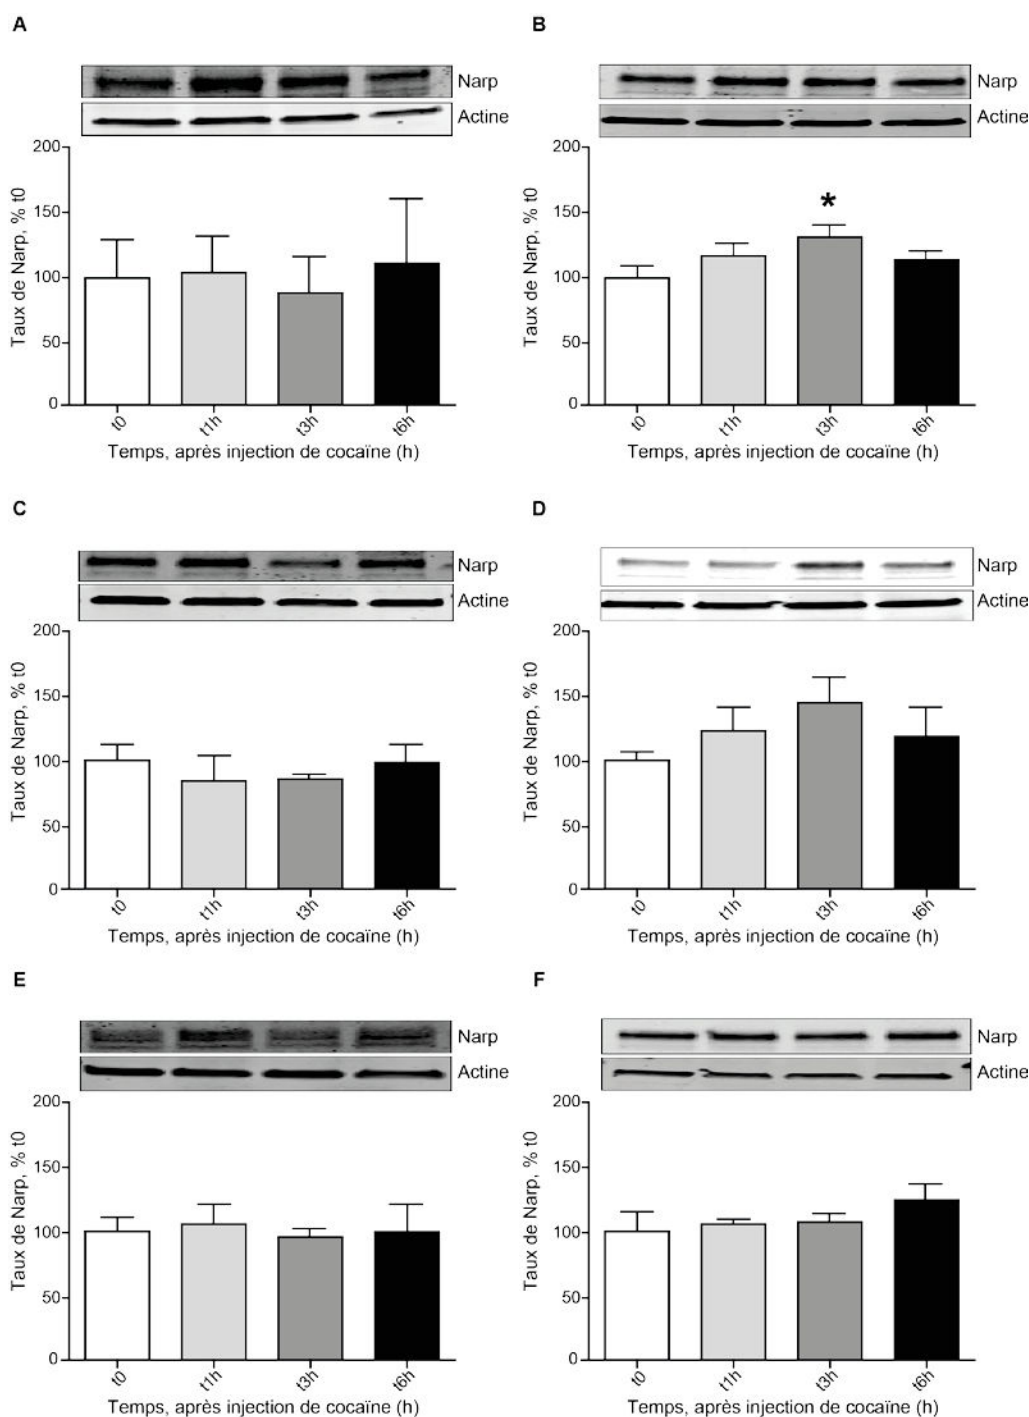 A
Narp
Actine
200
150
100
50
0
Taux de Narp, % t0
t0 t1h t3h t6h
Temps, après injection de cocaïne (h)
B
Narp
Actine
200
150
*
100
50
0
Taux de Narp, % t0
t0 t1h t3h t6h
Temps, après injection de cocaïne (h)
C
Narp
Actine
200
150
100
50
0
Taux de Narp, % t0
t0 t1h t3h t6h
Temps, après injection de cocaïne (h)
D
Narp
Actine
200
150
100
50
0
Taux de Narp, % t0
t0 t1h t3h t6h
Temps, après injection de cocaïne (h)
E
Narp
Actine
200
150
100
50
0
Taux de Narp, % t0
t0 t1h t3h t6h
Temps, après injection de cocaïne (h)
F
Narp
Actine
200
150
100
50
0
Taux de Narp, % t0
t0 t1h t3h t6h
Temps, après injection de cocaïne (h)